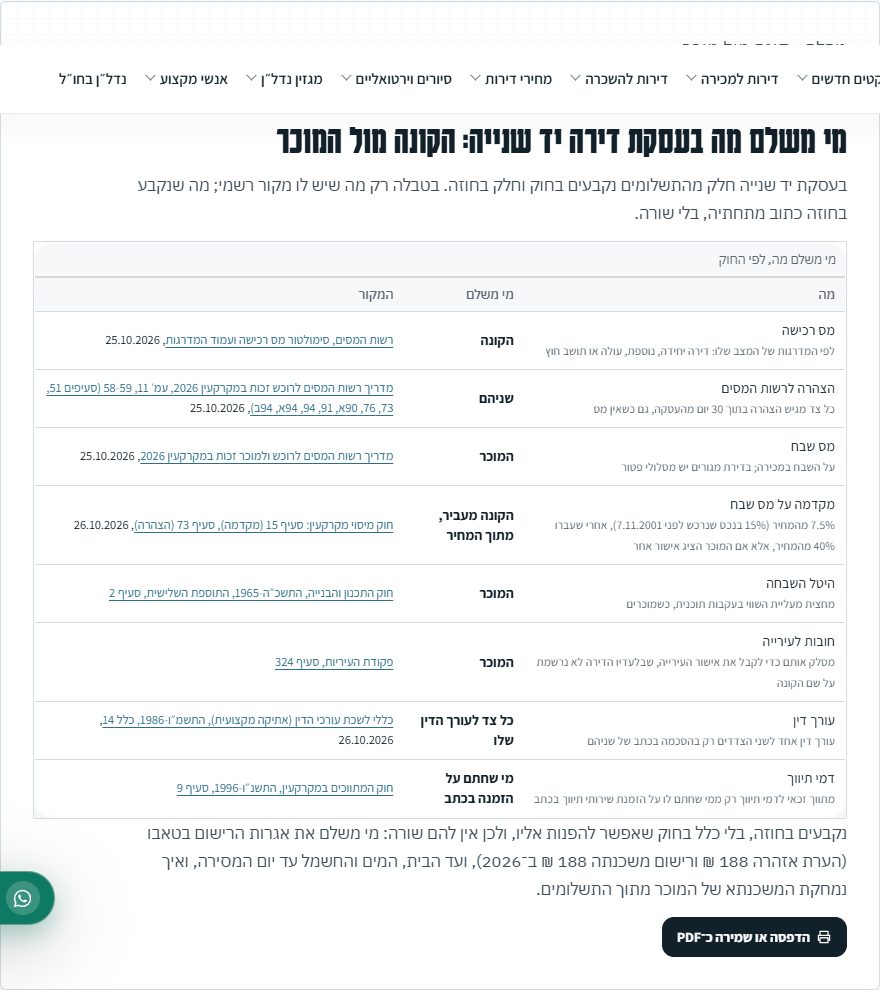 קטים חדשים דירות למכירה דירות להשכרה מחירי דירות סיורים וירטואליים מגזין נדל״ן אנשי מקצוע נדל״ן בחו״ל
מי משלם מה בעסקת דירה יד שנייה: הקונה מול המוכר
בעסקת יד שנייה חלק מהתשלומים נקבעים בחוק וחלק בחוזה. בטבלה רק מה שיש לו מקור רשמי; מה שנקבע
בחוזה כתוב מתחתיה, בלי שורה.
מי משלם מה, לפי החוק
מה מי משלם המקור
מס רכישה
לפי המדרגות של המצב שלו: דירה יחידה, נוספת, עולה או תושב חוץ
הקונה
רשות המסים, סימולטור מס רכישה ועמוד המדרגות, 25.10.2026
הצהרה לרשות המסים
כל צד מגיש הצהרה בתוך 30 יום מהעסקה, גם כשאין מס
שניהם
מדריך רשות המסים לרוכש זכות במקרקעין 2026, עמ׳ 11, 58-59 (סעיפים 51,
73, 76, 90א, 91, 94, 94א, 94ב), 25.10.2026
מס שבח
על השבח במכירה; בדירת מגורים יש מסלולי פטור
המוכר
מדריך רשות המסים לרוכש ולמוכר זכות במקרקעין 2026, 25.10.2026
מקדמה על מס שבח
7.5% מהמחיר (15% בנכס שנרכש לפני 7.11.2001), אחרי שעברו
40% מהמחיר, אלא אם המוכר הציג אישור אחר
הקונה מעביר,
מתוך המחיר
חוק מיסוי מקרקעין: סעיף 15 (מקדמה), סעיף 73 (הצהרה), 26.10.2026
היטל השבחה
מחצית מעליית השווי בעקבות תוכנית, כשמוכרים
המוכר
חוק התכנון והבנייה, התשכ״ה-1965, התוספת השלישית, סעיף 2
חובות לעירייה
מסלק אותם כדי לקבל את אישור העירייה, שבלעדיו הדירה לא נרשמת
על שם הקונה
המוכר
פקודת העיריות, סעיף 324
עורך דין
עורך דין אחד לשני הצדדים רק בהסכמה בכתב של שניהם
כל צד לעורך הדין
שלו
כללי לשכת עורכי הדין (אתיקה מקצועית), התשמ״ו-1986, כלל 14,
26.10.2026
דמי תיווך
מתווך זכאי לדמי תיווך רק ממי שחתם לו על הזמנת שירותי תיווך בכתב
מי שחתם על
הזמנה בכתב
חוק המתווכים במקרקעין, התשנ״ו-1996, סעיף 9
נקבעים בחוזה, בלי כלל בחוק שאפשר להפנות אליו, ולכן אין להם שורה: מי משלם את אגרות הרישום בטאבו
(הערת אזהרה 188 ₪ ורישום משכנתה 188 ₪ ב־2026), ועד הבית, המים והחשמל עד יום המסירה, ואיך
נמחקת המשכנתא של המוכר מתוך התשלומים.
הדפסה או שמירה כ־PDF